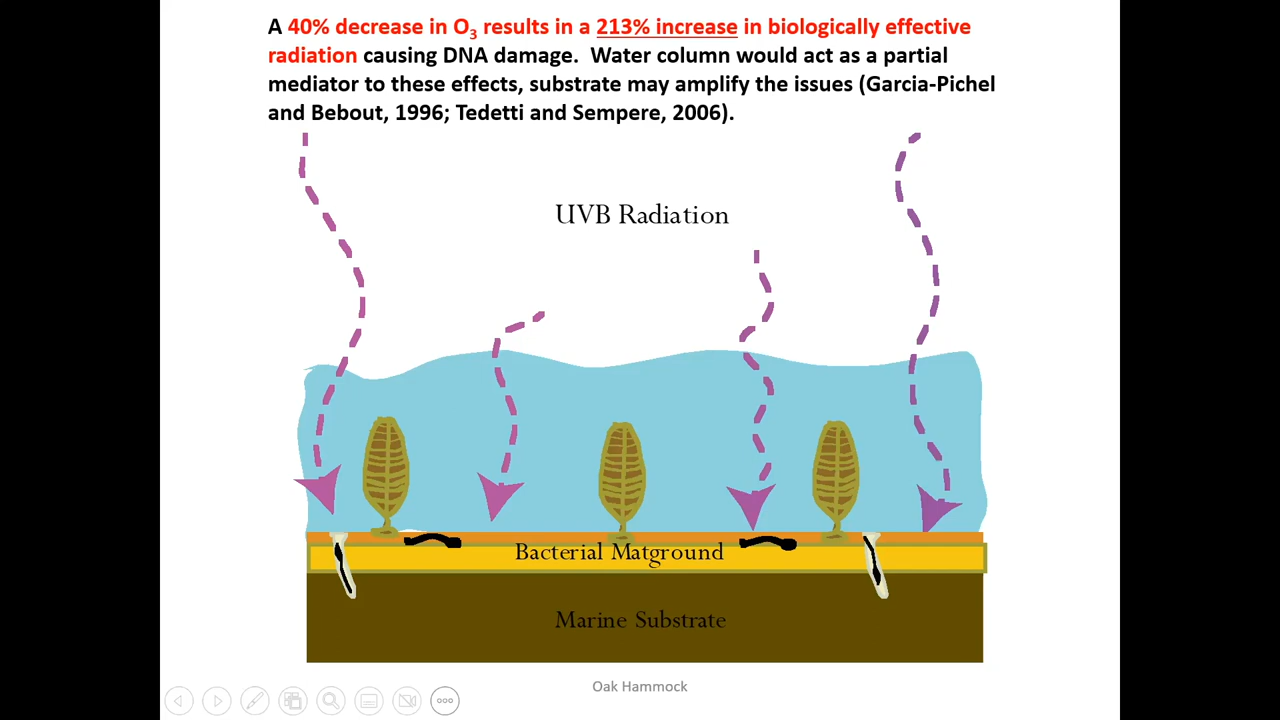 A 40% decrease in O₃ results in a 213% increase in biologically effective
radiation causing DNA damage.  Water column would act as a partial
mediator to these effects, substrate may amplify the issues (Garcia-Pichel
and Bebout, 1996; Tedetti and Sempere, 2006).
UVB Radiation
Bacterial Matground
Marine Substrate
Oak Hammock